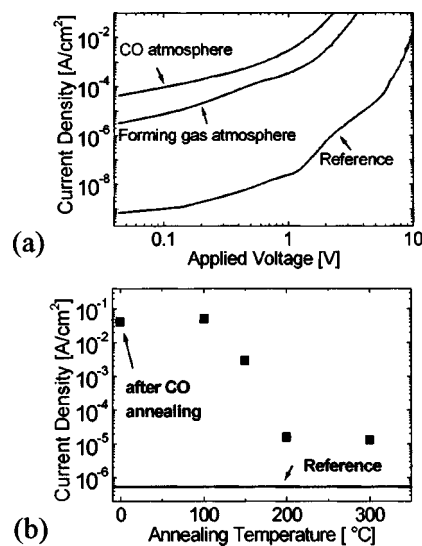 10⁻²
10⁻⁴
10⁻⁶
10⁻⁸
Current Density [A/cm²]
CO atmosphere
Forming gas atmosphere
Reference
0.1
1
10
Applied Voltage [V]
(a)
10⁻¹
10⁻²
10⁻³
10⁻⁴
10⁻⁵
10⁻⁶
Current Density [A/cm²]
after CO
annealing
Reference
0
100
200
300
Annealing Temperature [ °C]
(b)